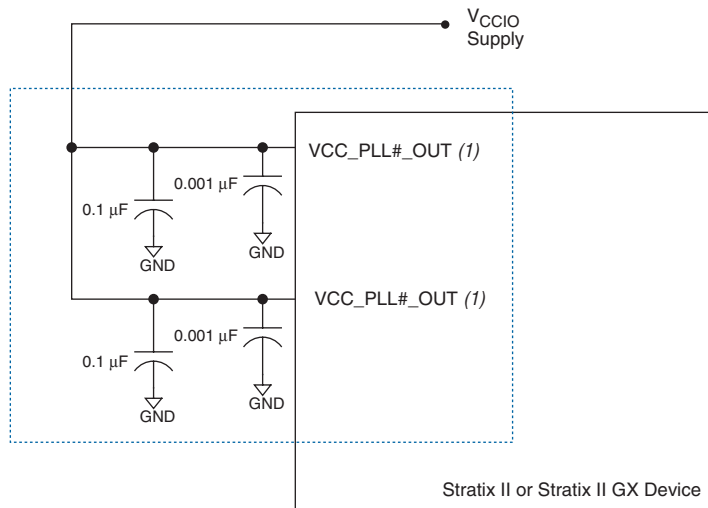 VCCIO
Supply
VCC_PLL#_OUT (1)
0.001 μF
0.1 μF
GND
GND
VCC_PLL#_OUT (1)
0.001 μF
0.1 μF
GND
GND
Stratix II or Stratix II GX Device